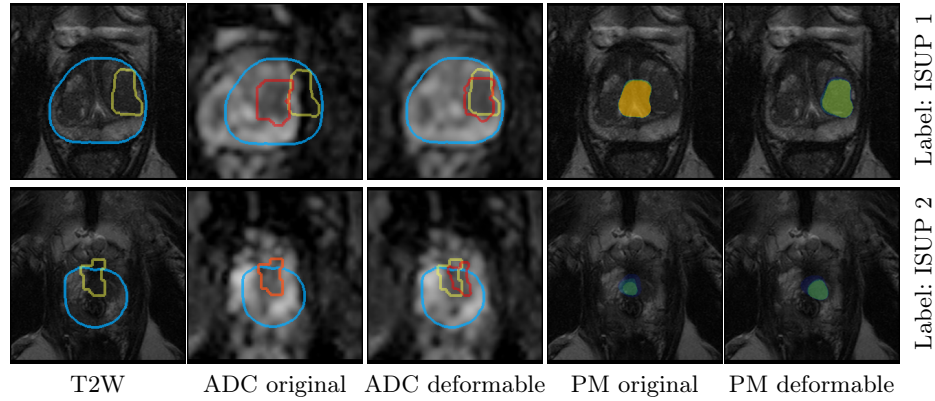 Label: ISUP 1
Label: ISUP 2
T2W ADC original ADC deformable PM original PM deformable